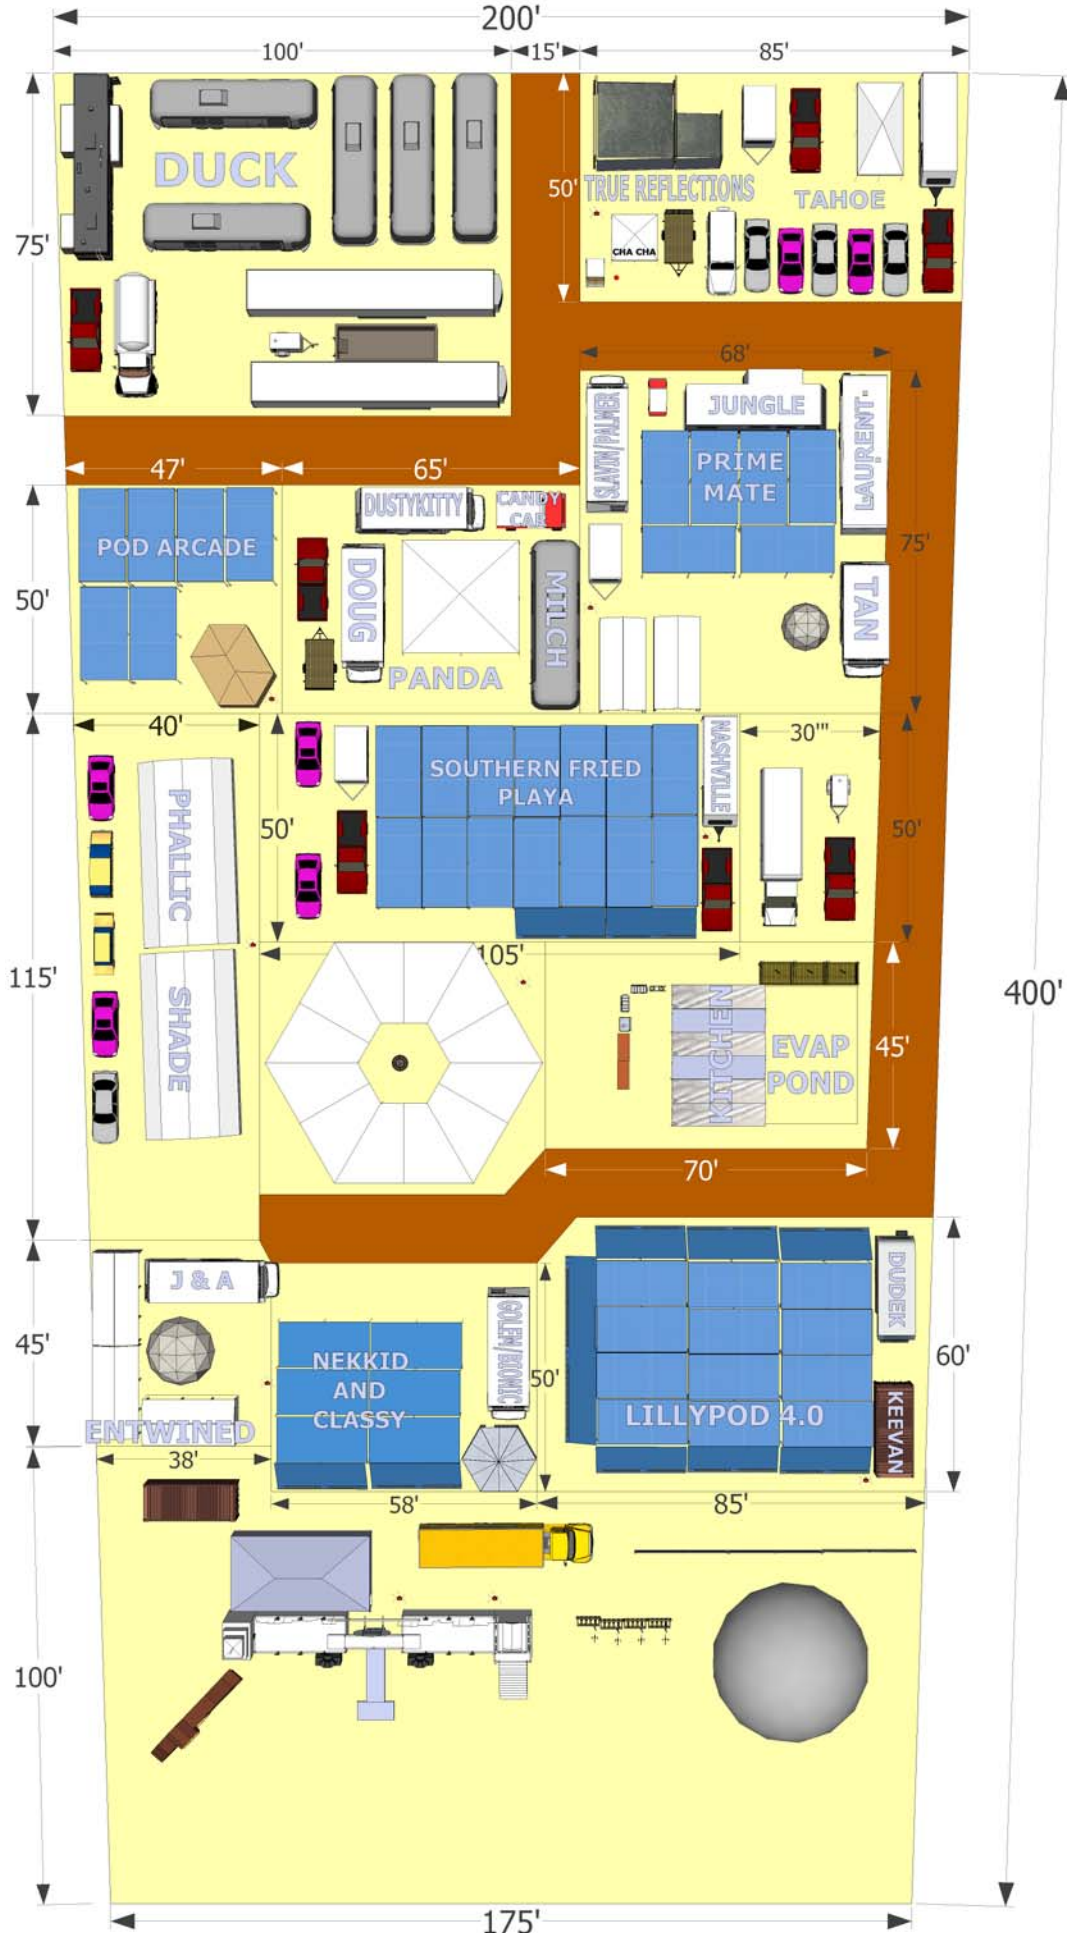 200'
100'
15'
85'
DUCK
50'
TRUE REFLECTIONS
TAHOE
CHA CHA
75'
68'
SLAVIN/PALMER
JUNGLE
LAURENT
PRIME
MATE
47'
65'
DUSTYKITTY
CANDY
CAR
POD ARCADE
75'
50'
DOUG
MILCH
TAN
PANDA
40'
30'"
SOUTHERN FRIED
PLAYA
NASHVILLE
PHALLIC
50'
50'
105'
115'
SHADE
KITCHEN
EVAP
POND
45'
400'
70'
J & A
DUDEK
45'
NEKKID
AND
CLASSY
GOLEM/BIONIC
50'
60'
LILLYPOD 4.0
KEEVAN
ENTWINED
38'
58'
85'
100'
175'